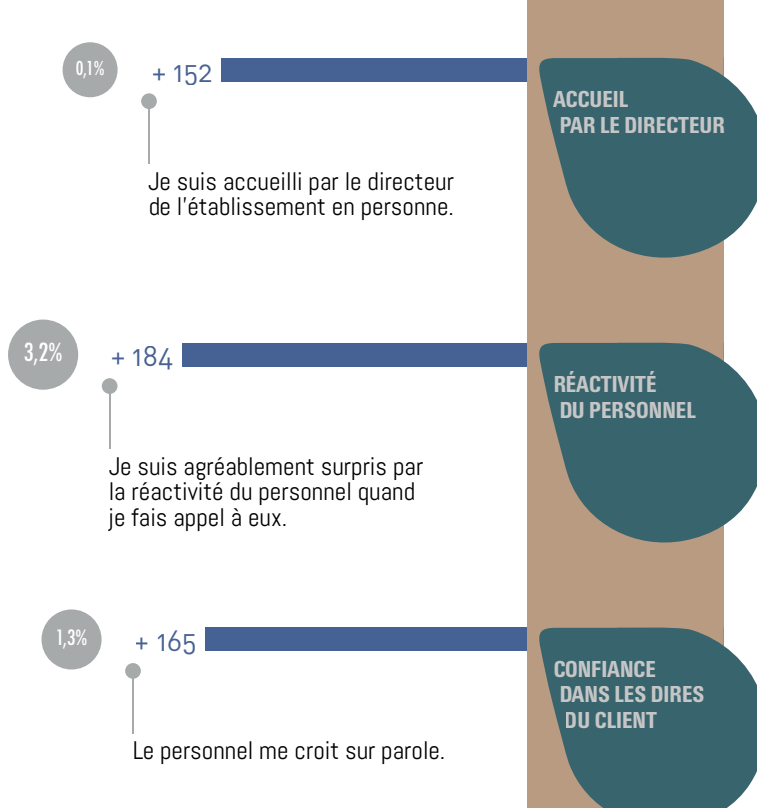 0,1%
+ 152
ACCUEIL
PAR LE DIRECTEUR
Je suis accueilli par le directeur
de l'établissement en personne.
3,2%
+ 184
RÉACTIVITÉ
DU PERSONNEL
Je suis agréablement surpris par
la réactivité du personnel quand
je fais appel à eux.
1,3%
+ 165
CONFIANCE
DANS LES DIRES
DU CLIENT
Le personnel me croit sur parole.